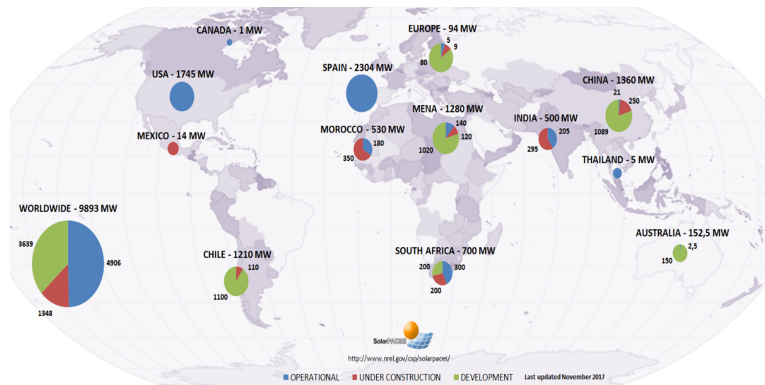 CANADA - 1 MW
EUROPE - 94 MW
5
9
80
USA - 1745 MW
SPAIN - 2304 MW
CHINA - 1360 MW
21
250
1089
MENA - 1280 MW
140
120
1020
INDIA - 500 MW
205
295
MEXICO - 14 MW
MOROCCO - 530 MW
180
350
THAILAND - 5 MW
WORLDWIDE - 9893 MW
3639
4906
1348
CHILE - 1210 MW
110
1100
SOUTH AFRICA - 700 MW
200
300
200
AUSTRALIA - 152,5 MW
2,5
150
SolarPACES
http://www.nrel.gov/csp/solarpaces/
OPERATIONAL UNDER CONSTRUCTION DEVELOPMENT Last updated November 2017